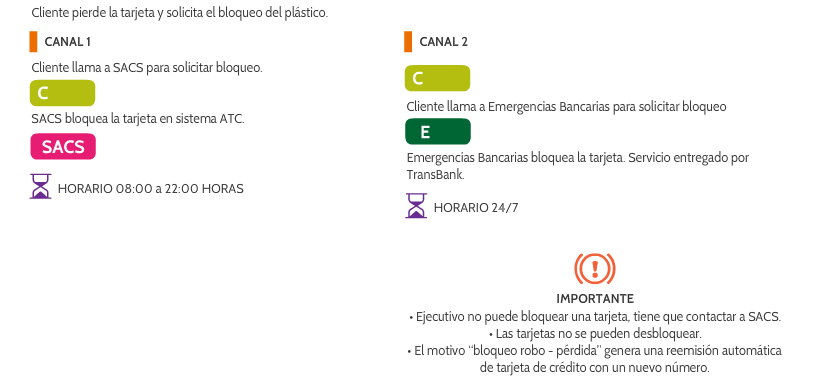 Cliente pierde la tarjeta y solicita el bloqueo del plástico.
CANAL 1
Cliente llama a SACS para solicitar bloqueo.
C
SACS bloquea la tarjeta en sistema ATC.
SACS
HORARIO 08:00 a 22:00 HORAS
CANAL 2
C
Cliente llama a Emergencias Bancarias para solicitar bloqueo
E
Emergencias Bancarias bloquea la tarjeta. Servicio entregado por
TransBank.
HORARIO 24/7
IMPORTANTE
• Ejecutivo no puede bloquear una tarjeta, tiene que contactar a SACS.
• Las tarjetas no se pueden desbloquear.
• El motivo “bloqueo robo - pérdida” genera una reemisión automática
de tarjeta de crédito con un nuevo número.